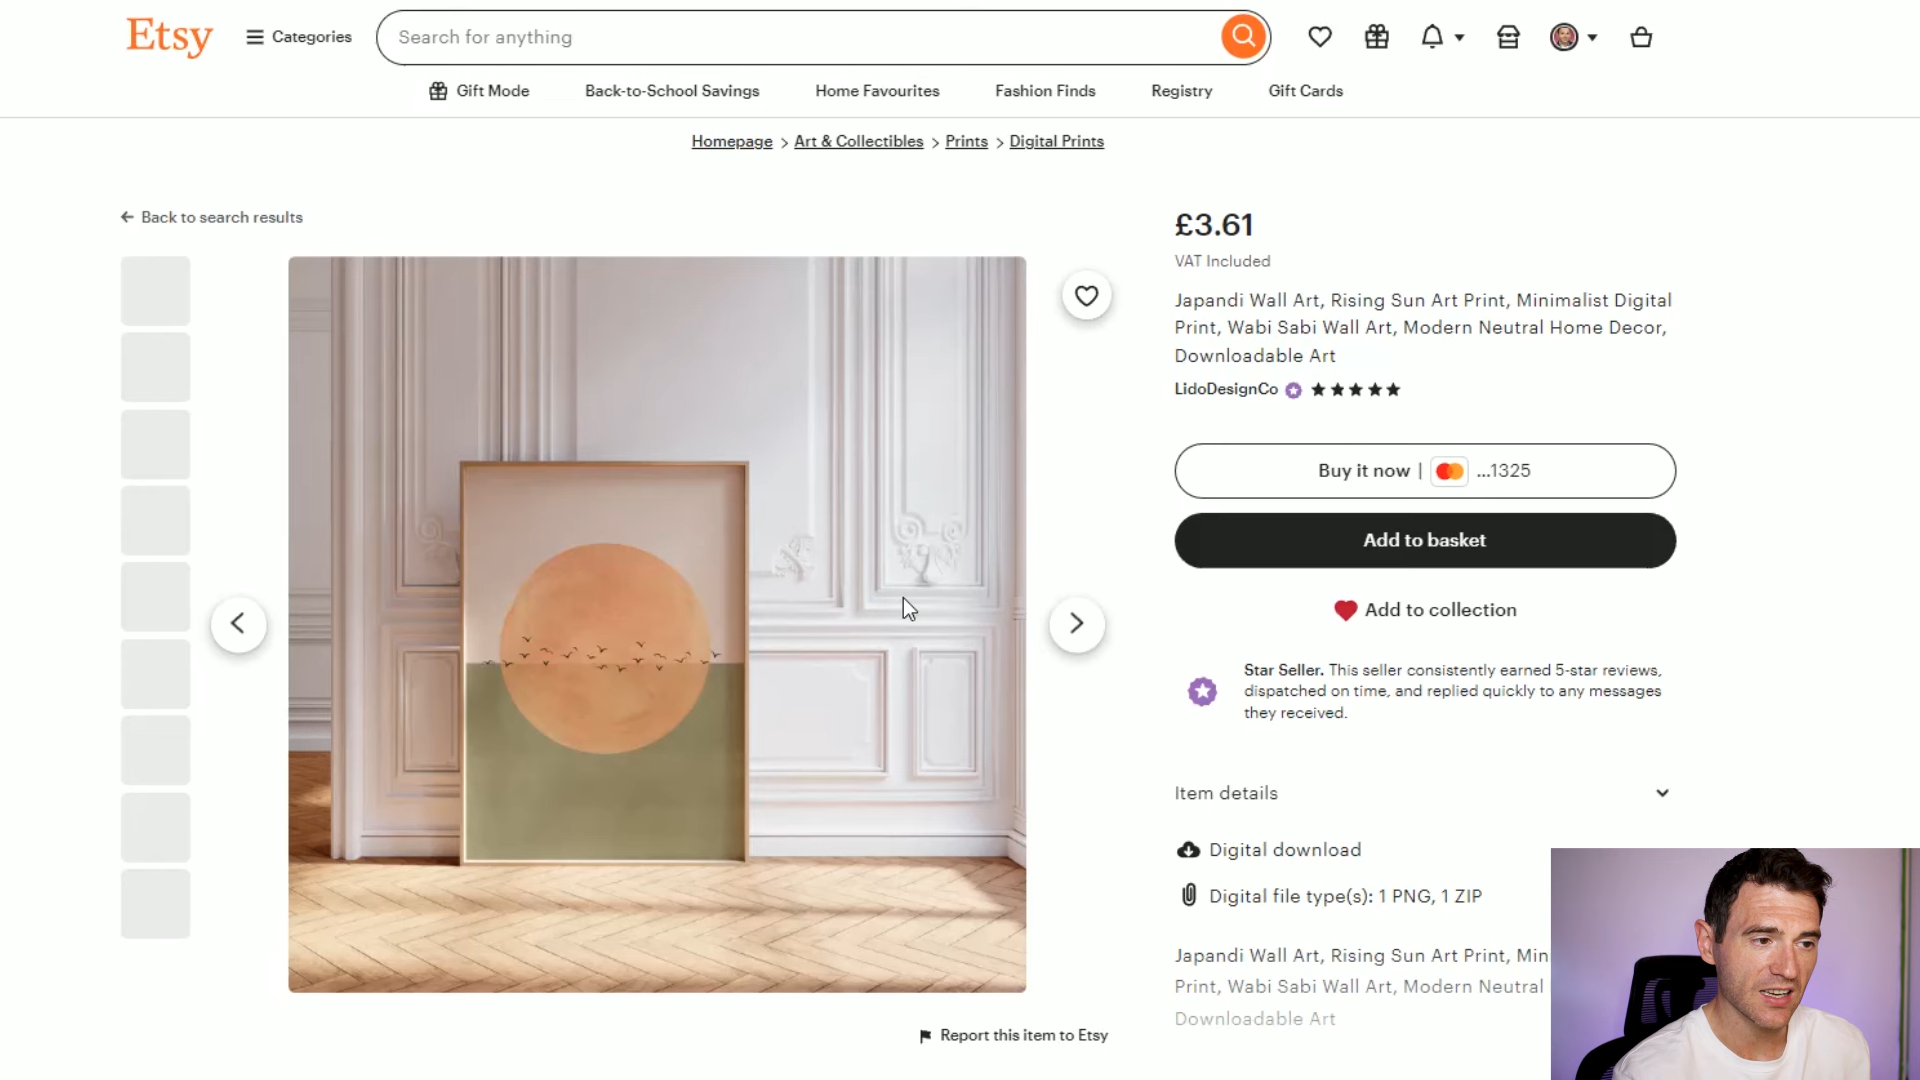 Etsy
Categories
Search for anything
Gift Mode
Back-to-School Savings
Home Favourites
Fashion Finds
Registry
Gift Cards
Homepage > Art & Collectibles > Prints > Digital Prints
Back to search results
£3.61
VAT Included
Japandi Wall Art, Rising Sun Art Print, Minimalist Digital
Print, Wabi Sabi Wall Art, Modern Neutral Home Decor,
Downloadable Art
LidoDesignCo
Buy it now | ...1325
Add to basket
Add to collection
Star Seller. This seller consistently earned 5-star reviews,
dispatched on time, and replied quickly to any messages
they received.
Item details
Digital download
Digital file type(s): 1 PNG, 1 ZIP
Japandi Wall Art, Rising Sun Art Print, Min
Print, Wabi Sabi Wall Art, Modern Neutral
Downloadable Art
Report this item to Etsy